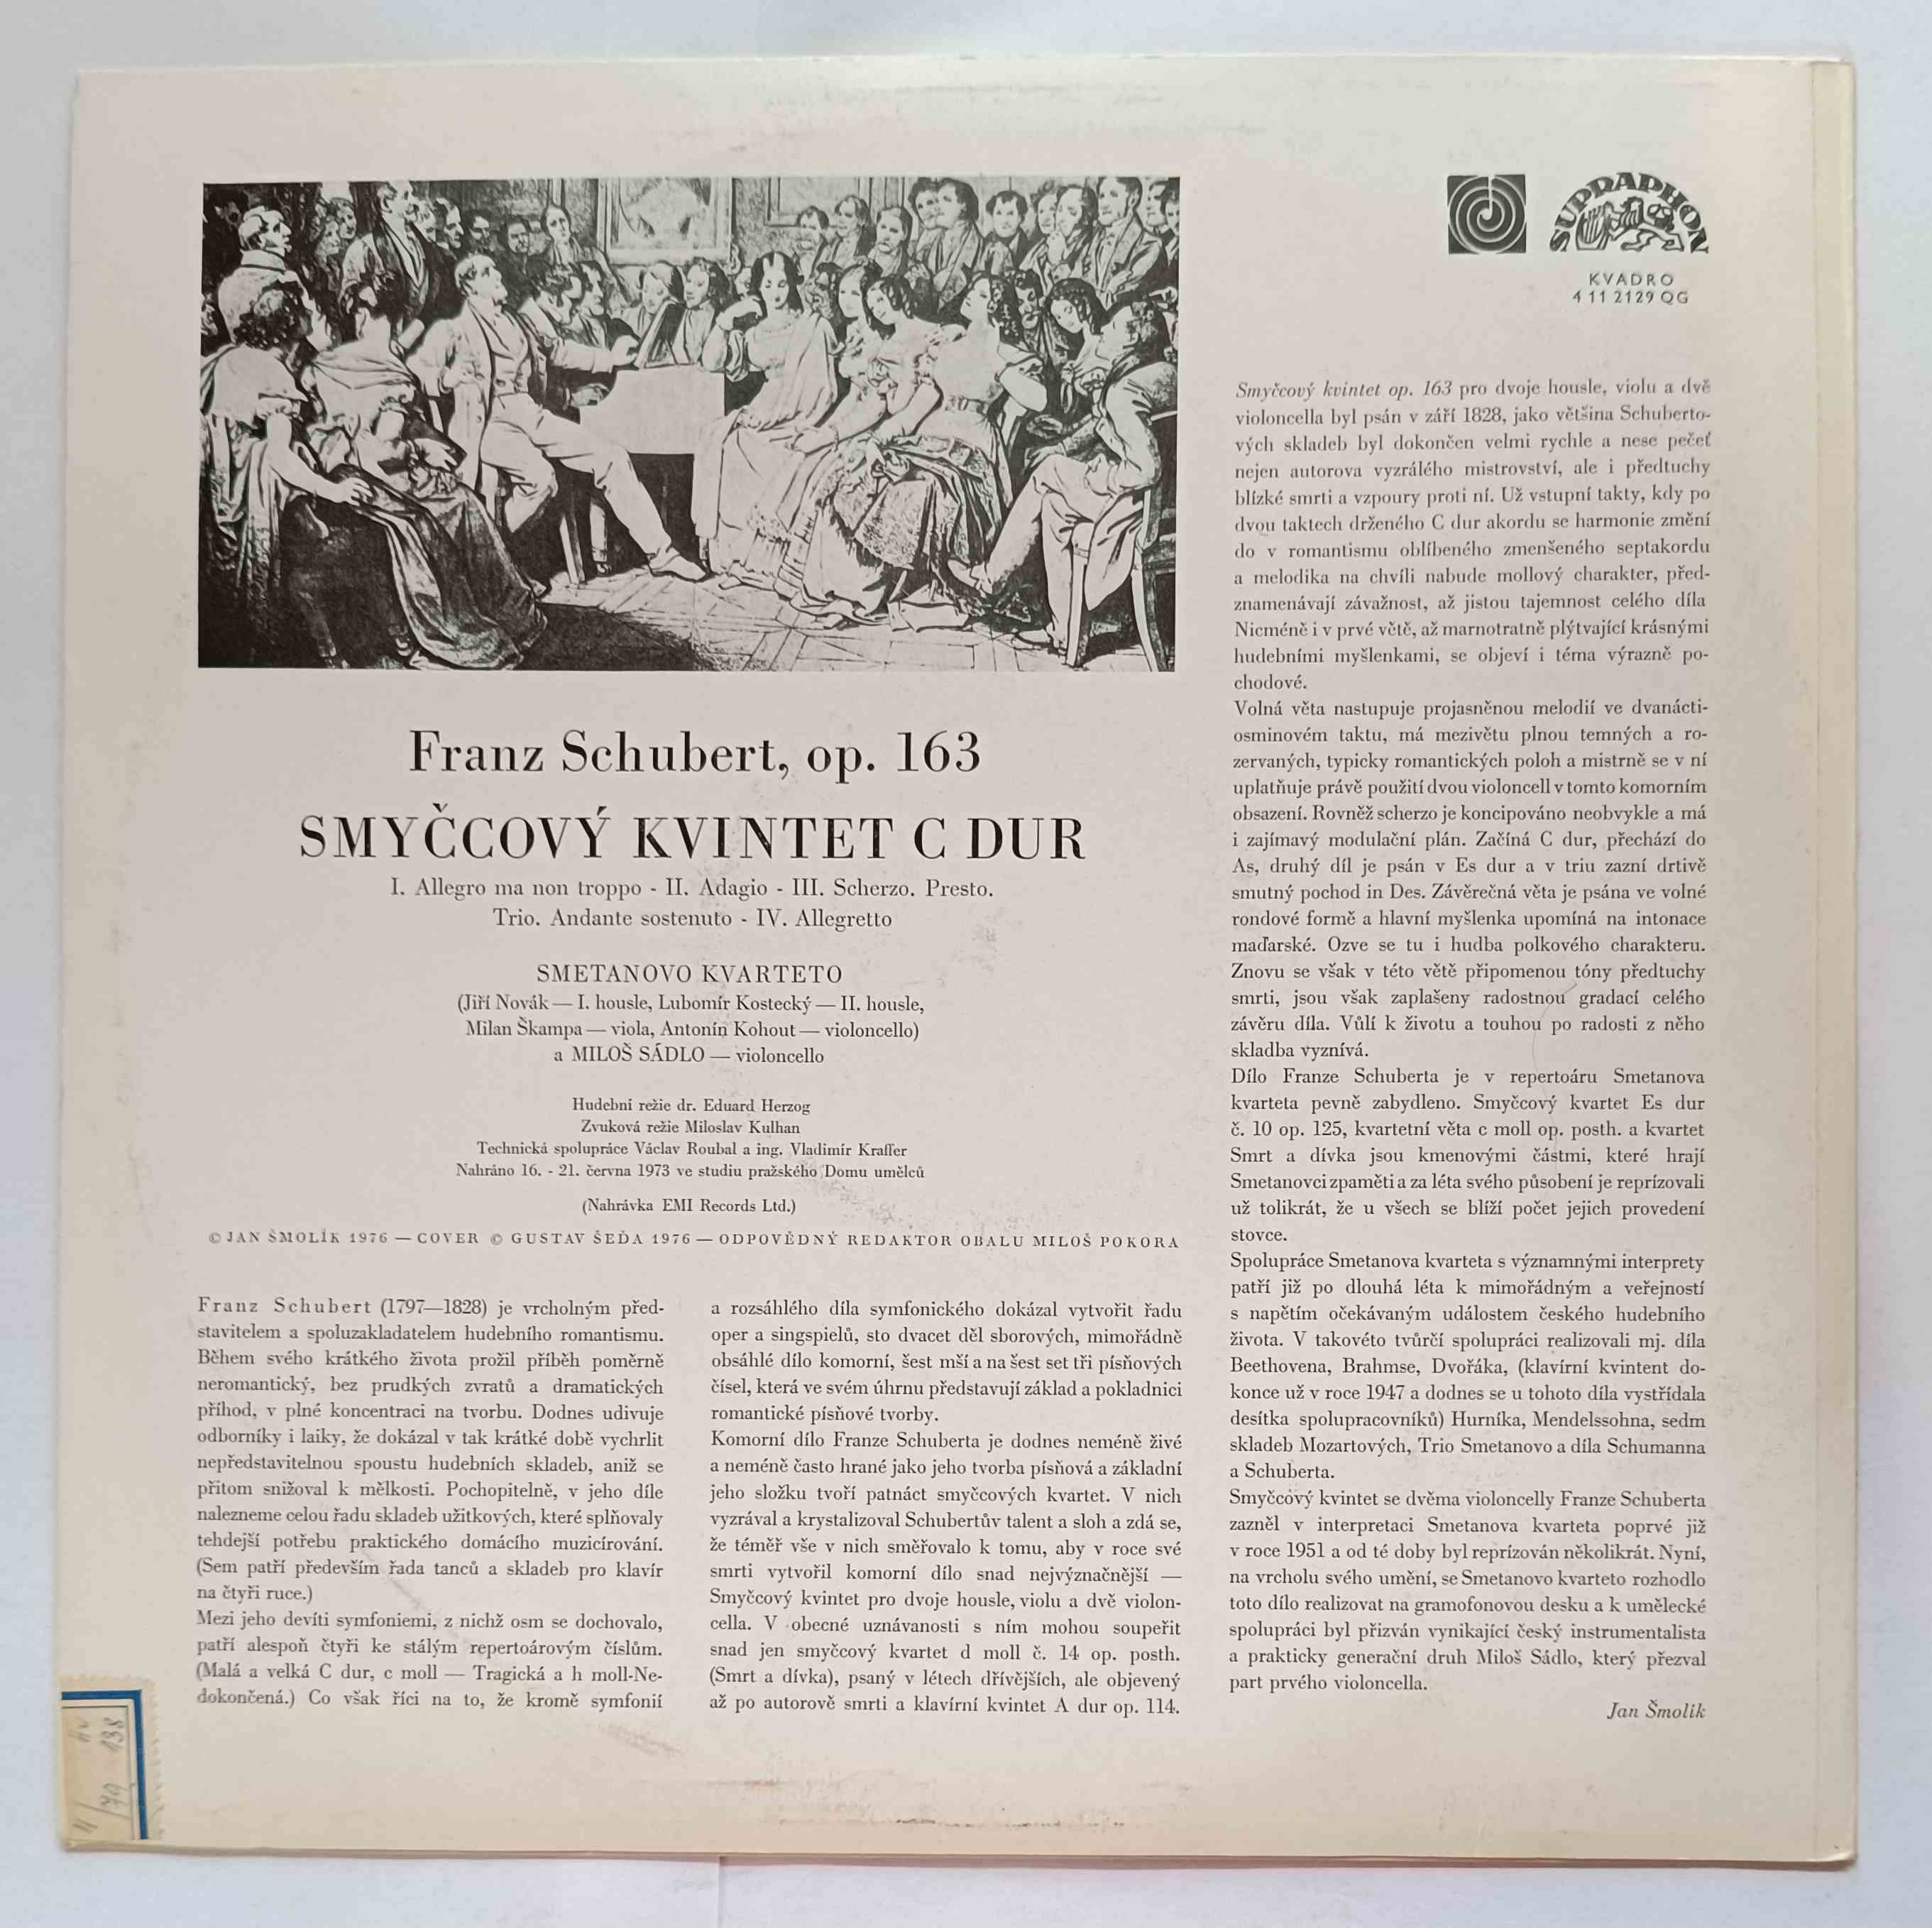 SUPRAPHON
KVADRO
4 11 2129 QG
Franz Schubert, op. 163
SMYČCOVÝ KVINTET C DUR
I. Allegro ma non troppo - II. Adagio - III. Scherzo. Presto.
Trio. Andante sostenuto - IV. Allegretto
SMETANOVO KVARTETO
(Jiří Novák — I. housle, Lubomír Kostecký — II. housle,
Milan Škampa — viola, Antonín Kohout — violoncello)
a MILOŠ SÁDLO — violoncello
Hudební režie dr. Eduard Herzog
Zvuková režie Miloslav Kulhan
Technická spolupráce Václav Roubal a ing. Vladimír Kraffer
Nahráno 16. - 21. června 1973 ve studiu pražského Domu umělců
(Nahrávka EMI Records Ltd.)
© JAN ŠMOLÍK 1976 — COVER © GUSTAV ŠEĎA 1976 — ODPOVĚDNÝ REDAKTOR OBALU MILOŠ POKORA
Franz Schubert (1797—1828) je vrcholným před-
stavitelem a spoluzakladatelem hudebního romantismu.
Během svého krátkého života prožil příběh poměrně
neromantický, bez prudkých zvratů a dramatických
příhod, v plné koncentraci na tvorbu. Dodnes udivuje
odborníky i laiky, že dokázal v tak krátké době vychrlit
nepředstavitelnou spoustu hudebních skladeb, aniž se
přitom snižoval k mělkosti. Pochopitelně, v jeho díle
nalezneme celou řadu skladeb užitkových, které splňovaly
tehdejší potřebu praktického domácího muzicírování.
(Sem patří především řada tanců a skladeb pro klavír
na čtyři ruce.)
Mezi jeho devíti symfoniemi, z nichž osm se dochovalo,
patří alespoň čtyři ke stálým repertoárovým číslům.
(Malá a velká C dur, c moll — Tragická a h moll-Ne-
dokončená.) Co však říci na to, že kromě symfonií
a rozsáhlého díla symfonického dokázal vytvořit řadu
oper a singspielů, sto dvacet děl sborových, mimořádně
obsáhlé dílo komorní, šest mší a na šest set tři písňových
čísel, která ve svém úhrnu představují základ a pokladnici
romantické písňové tvorby.
Komorní dílo Franze Schuberta je dodnes neméně živé
a neméně často hrané jako jeho tvorba písňová a základní
jeho složku tvoří patnáct smyčcových kvartet. V nich
vyzrával a krystalizoval Schubertův talent a sloh a zdá se,
že téměř vše v nich směřovalo k tomu, aby v roce své
smrti vytvořil komorní dílo snad nejvýznačnější —
Smyčcový kvintet pro dvoje housle, violu a dvě violon-
cella. V obecné uznávanosti s ním mohou soupeřit
snad jen smyčcový kvartet d moll č. 14 op. posth.
(Smrt a dívka), psaný v létech dřívějších, ale objevený
až po autorově smrti a klavírní kvintet A dur op. 114.
Smyčcový kvintet op. 163 pro dvoje housle, violu a dvě
violoncella byl psán v září 1828, jako většina Schuberto-
vých skladeb byl dokončen velmi rychle a nese pečeť
nejen autorova vyzrálého mistrovství, ale i předtuchy
blízké smrti a vzpoury proti ní. Už vstupní takty, kdy po
dvou taktech drženého C dur akordu se harmonie změní
do v romantismu oblíbeného zmenšeného septakordu
a melodika na chvíli nabude mollový charakter, před-
znamenávají závažnost, až jistou tajemnost celého díla
Nicméně i v prvé větě, až marnotratně plýtvající krásnými
hudebními myšlenkami, se objeví i téma výrazně po-
chodové.
Volná věta nastupuje projasněnou melodií ve dvanácti-
osminovém taktu, má mezivětu plnou temných a ro-
zervaných, typicky romantických poloh a mistrně se v ní
uplatňuje právě použití dvou violoncell v tomto komorním
obsazení. Rovněž scherzo je koncipováno neobvykle a má
i zajímavý modulační plán. Začíná C dur, přechází do
As, druhý díl je psán v Es dur a v triu zazní drtivě
smutný pochod in Des. Závěrečná věta je psána ve volné
rondové formě a hlavní myšlenka upomíná na intonace
maďarské. Ozve se tu i hudba polkového charakteru.
Znovu se však v této větě připomenou tóny předtuchy
smrti, jsou však zaplašeny radostnou gradací celého
závěru díla. Vůlí k životu a touhou po radosti z něho
skladba vyznívá.
Dílo Franze Schuberta je v repertoáru Smetanova
kvarteta pevně zabydleno. Smyčcový kvartet Es dur
č. 10 op. 125, kvartetní věta c moll op. posth. a kvartet
Smrt a dívka jsou kmenovými částmi, které hrají
Smetanovci zpaměti a za léta svého působení je reprízovali
už tolikrát, že u všech se blíží počet jejich provedení
stovce.
Spolupráce Smetanova kvarteta s významnými interprety
patří již po dlouhá léta k mimořádným a veřejností
s napětím očekávaným událostem českého hudebního
života. V takovéto tvůrčí spolupráci realizovali mj. díla
Beethovena, Brahmse, Dvořáka, (klavírní kvintent do-
konce už v roce 1947 a dodnes se u tohoto díla vystřídala
desítka spolupracovníků) Hurníka, Mendelssohna, sedm
skladeb Mozartových, Trio Smetanovo a díla Schumanna
a Schuberta.
Smyčcový kvintet se dvěma violoncelly Franze Schuberta
zazněl v interpretaci Smetanova kvarteta poprvé již
v roce 1951 a od té doby byl reprízován několikrát. Nyní,
na vrcholu svého umění, se Smetanovo kvarteto rozhodlo
toto dílo realizovat na gramofonovou desku a k umělecké
spolupráci byl přizván vynikající český instrumentalista
a prakticky generační druh Miloš Sádlo, který přezval
part prvého violoncella.
Jan Šmolík